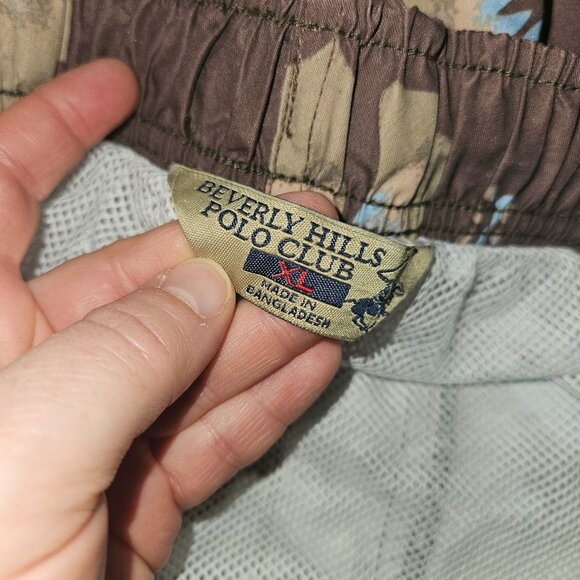 BEVERLY HILLS
POLO CLUB
XL
MADE IN
BANGLADESH